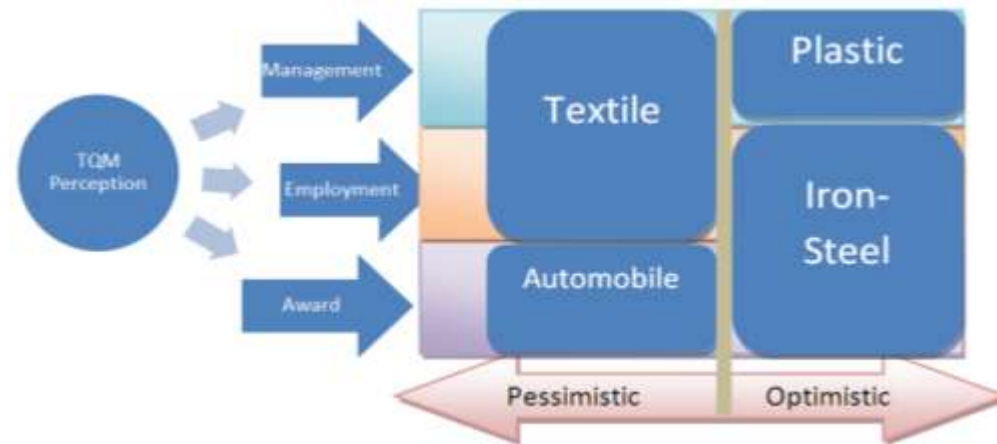 TQM
Perception
Management
Employment
Award
Textile
Automobile
Plastic
Iron-
Steel
Pessimistic
Optimistic